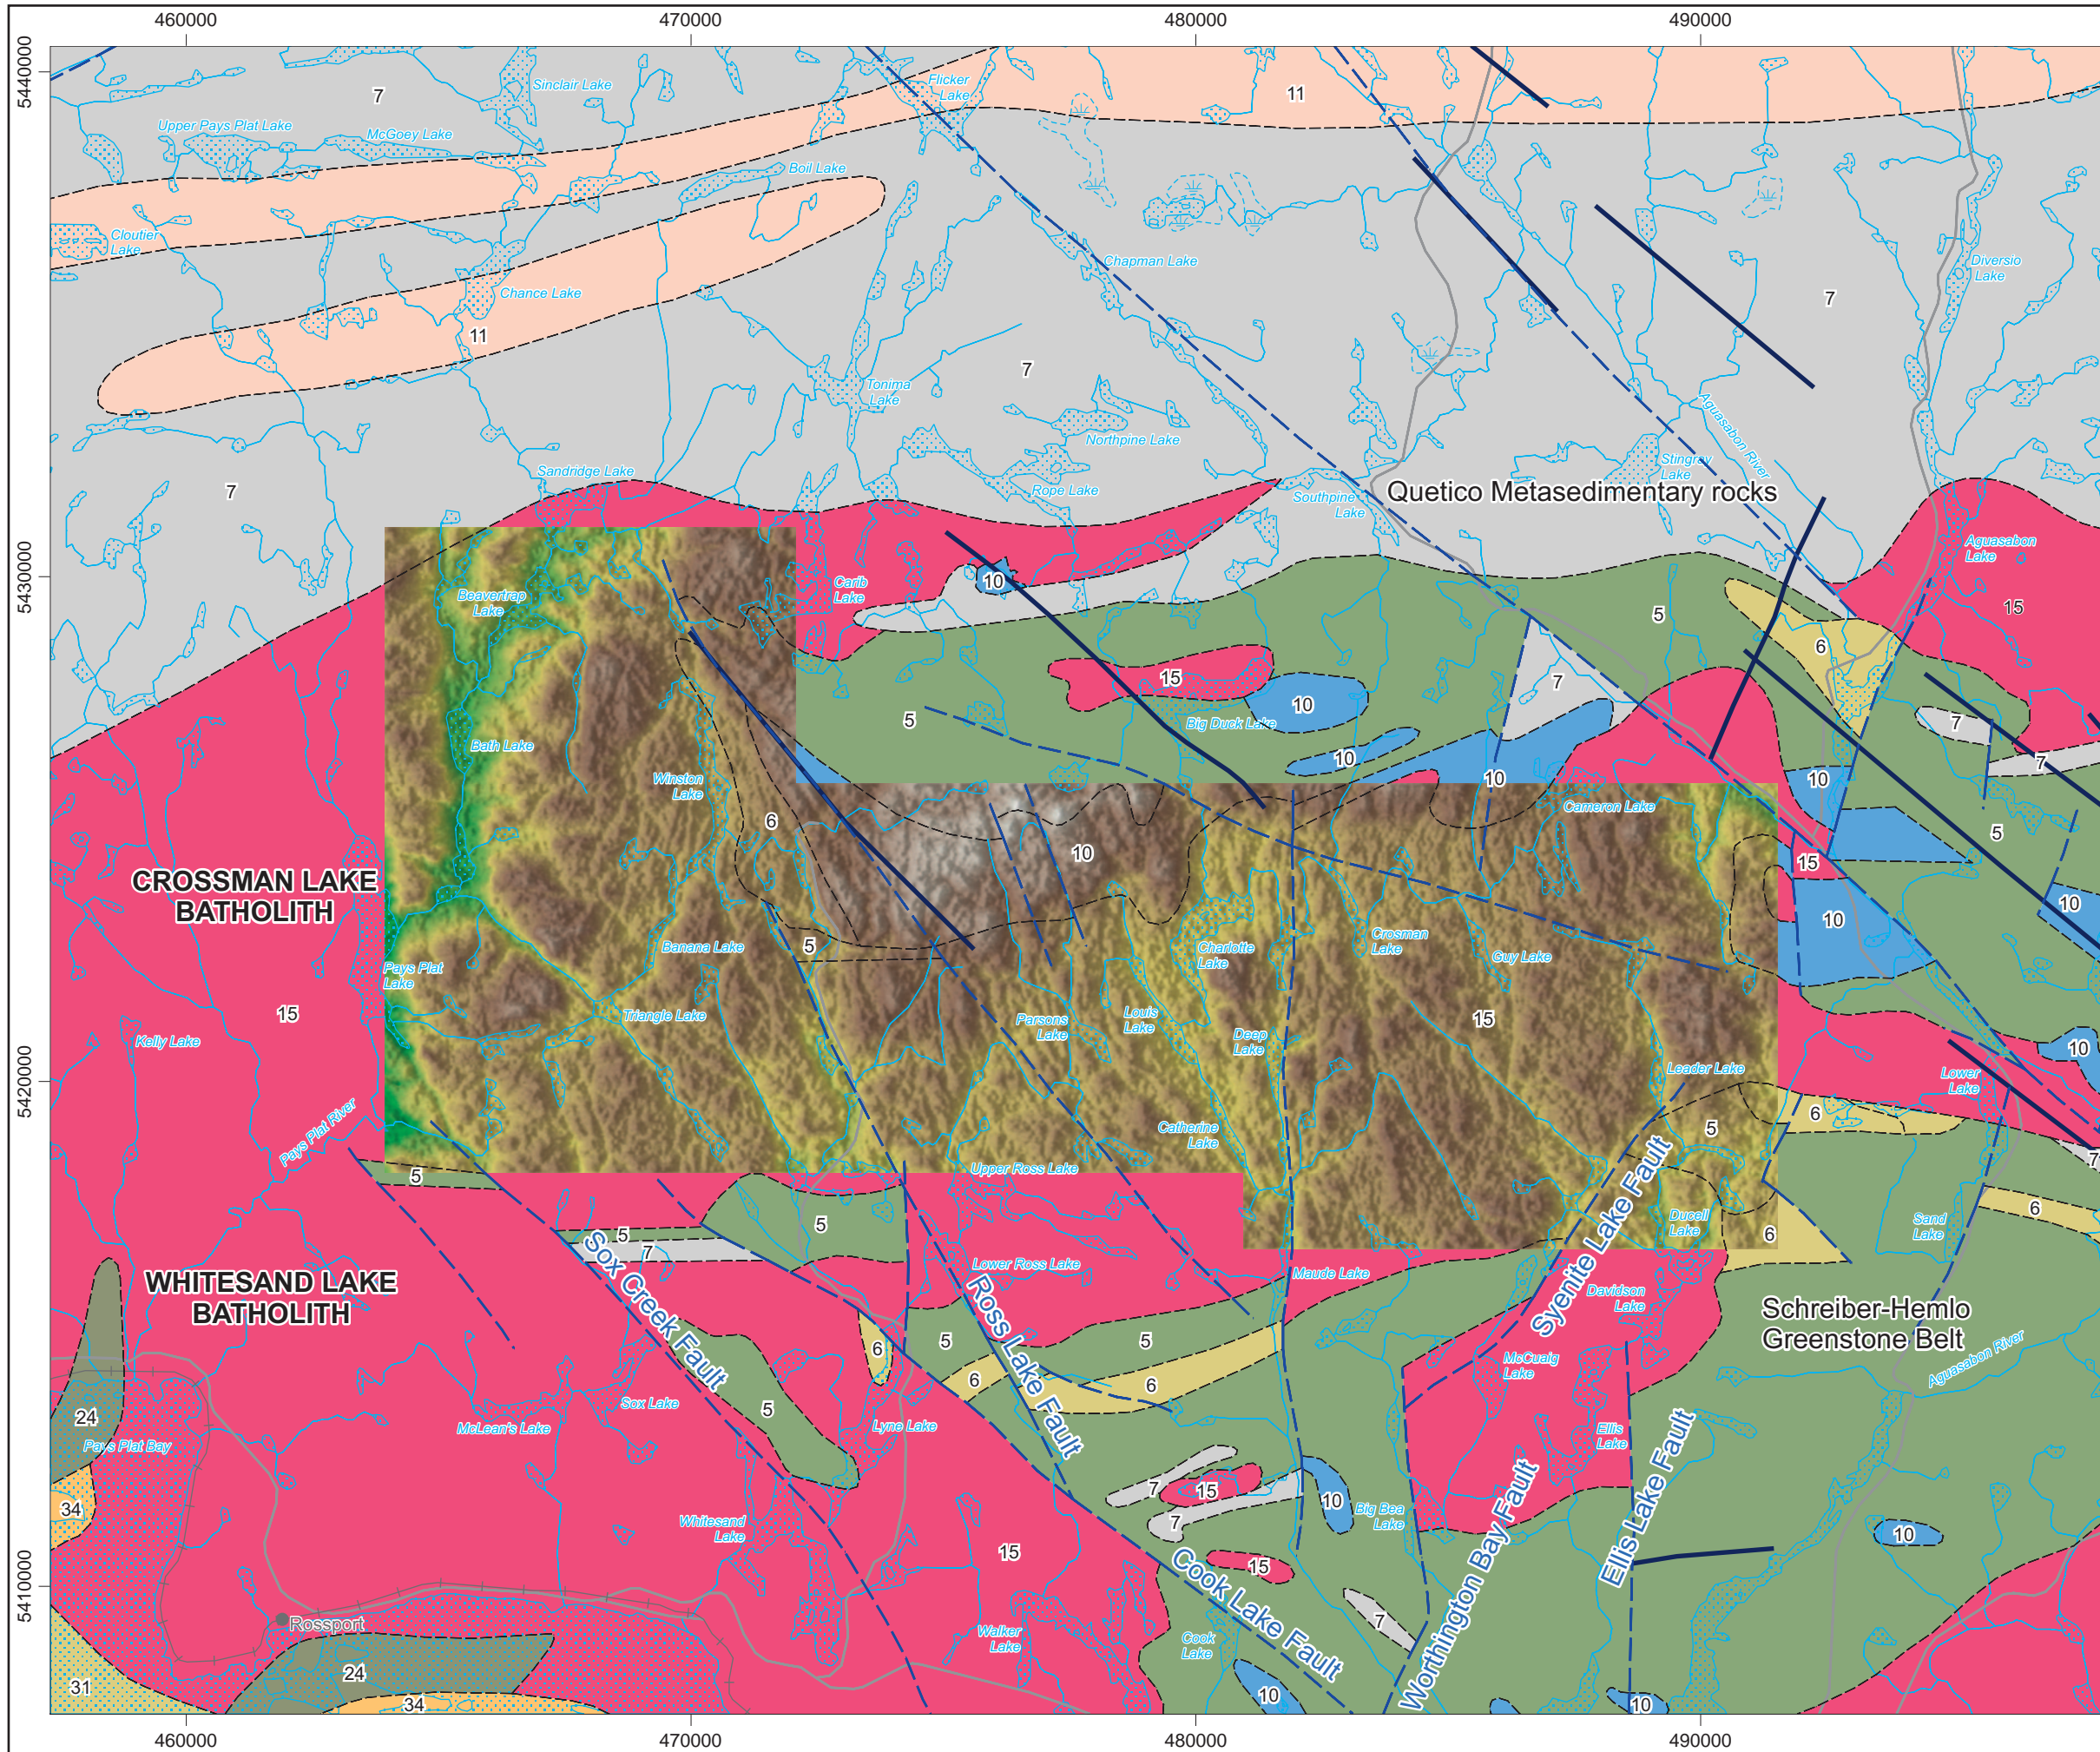 460000
470000
480000
490000
5440000
5430000
5420000
5410000
Sinclair Lake
Flicker
Lake
7
11
Upper Pays Plat Lake
McGoey Lake
Boil Lake
Cloutier
Lake
Chapman Lake
Diversio
Lake
Chance Lake
7
11
7
Tonima
Lake
Northpine Lake
Aguasabon River
Sandridge Lake
Stingray
Lake
7
Rope Lake
Southpine
Lake
Quetico Metasedimentary rocks
Aguasabon
Lake
10
Carib
Lake
Beavertrap
Lake
15
5
6
15
7
10
5
Big Duck Lake
7
Bath Lake
10
7
Winston
Lake
10
10
Cameron Lake
6
5
10
15
CROSSMAN LAKE
BATHOLITH
10
10
Banana Lake
5
Charlotte
Lake
Crosman
Lake
Guy Lake
Pays Plat
Lake
15
Triangle Lake
Parsons
Lake
Louis
Lake
15
Kelly Lake
Deep
Lake
10
Leader Lake
Lower
Lake
Pays Plat River
Catherine
Lake
5
6
7
5
Upper Ross Lake
Syenite Lake Fault
6
5
5
7
Ducell
Lake
6
Sand
Lake
Sox Creek Fault
Lower Ross Lake
Maude Lake
WHITESAND LAKE
BATHOLITH
Ross Lake Fault
Davidson
Lake
Schreiber-Hemlo
Greenstone Belt
6
5
5
McCuaig
Lake
Aguasabon River
6
6
5
24
Sox Lake
McLean's Lake
Lyne Lake
Ellis
Lake
Pays Plat Bay
7
15
10
34
7
Big Bea
Lake
Whitesand
Lake
Worthington Bay Fault
Ellis Lake Fault
10
15
15
Cook Lake Fault
Rossport
7
Walker
Lake
Cook
Lake
24
31
34
10
10
460000
470000
480000
490000